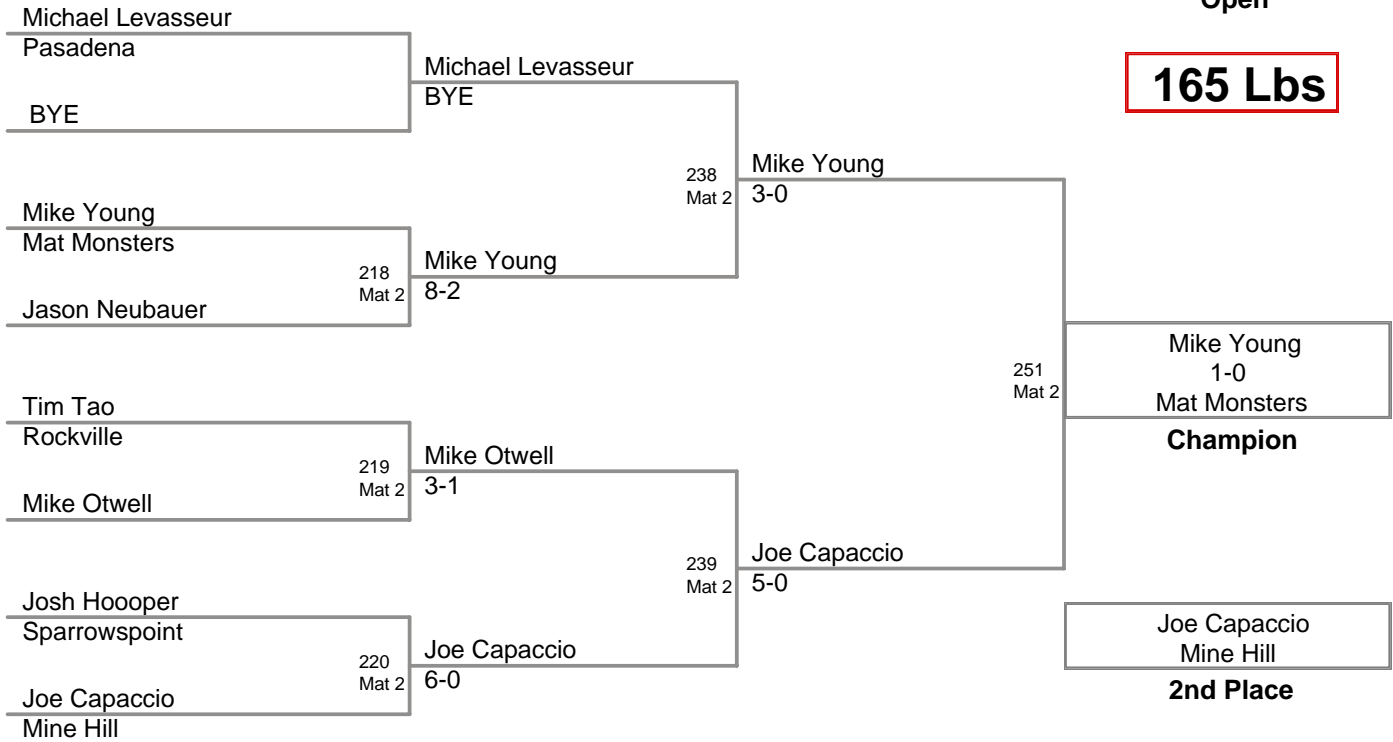 Open
165 Lbs
Michael Levasseur
Pasadena
BYE
Michael Levasseur
BYE
Mike Young
Mat Monsters
218
Mat 2
Jason Neubauer
Mike Young
8-2
238
Mat 2
Mike Young
3-0
Tim Tao
Rockville
219
Mat 2
Mike Otwell
Mike Otwell
3-1
Josh Hoooper
Sparrowspoint
220
Mat 2
Joe Capaccio
Mine Hill
Joe Capaccio
6-0
239
Mat 2
Joe Capaccio
5-0
251
Mat 2
Mike Young
1-0
Mat Monsters
Champion
Joe Capaccio
Mine Hill
2nd Place